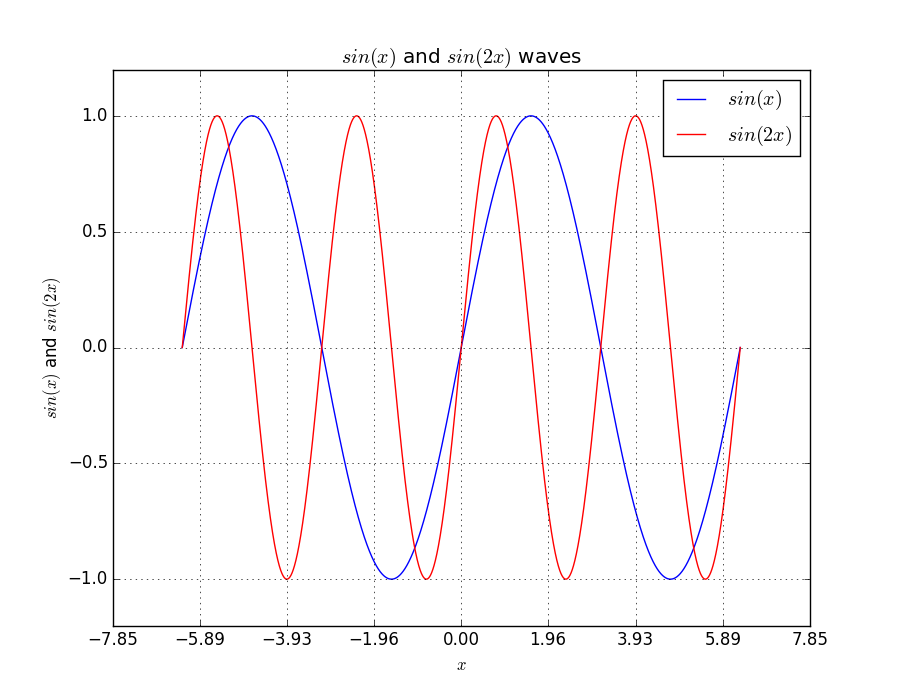 sin(x) and sin(2x) waves
sin(x)
sin(2x)
1.0
0.5
0.0
−0.5
−1.0
sin(x) and sin(2x)
−7.85 −5.89 −3.93 −1.96 0.00 1.96 3.93 5.89 7.85
x